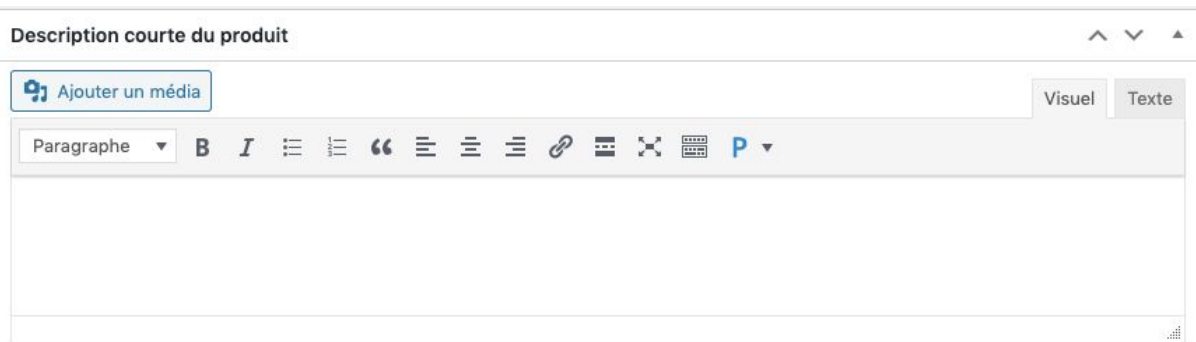 Description courte du produit
Ajouter un média
Visuel Texte
Paragraphe B I P